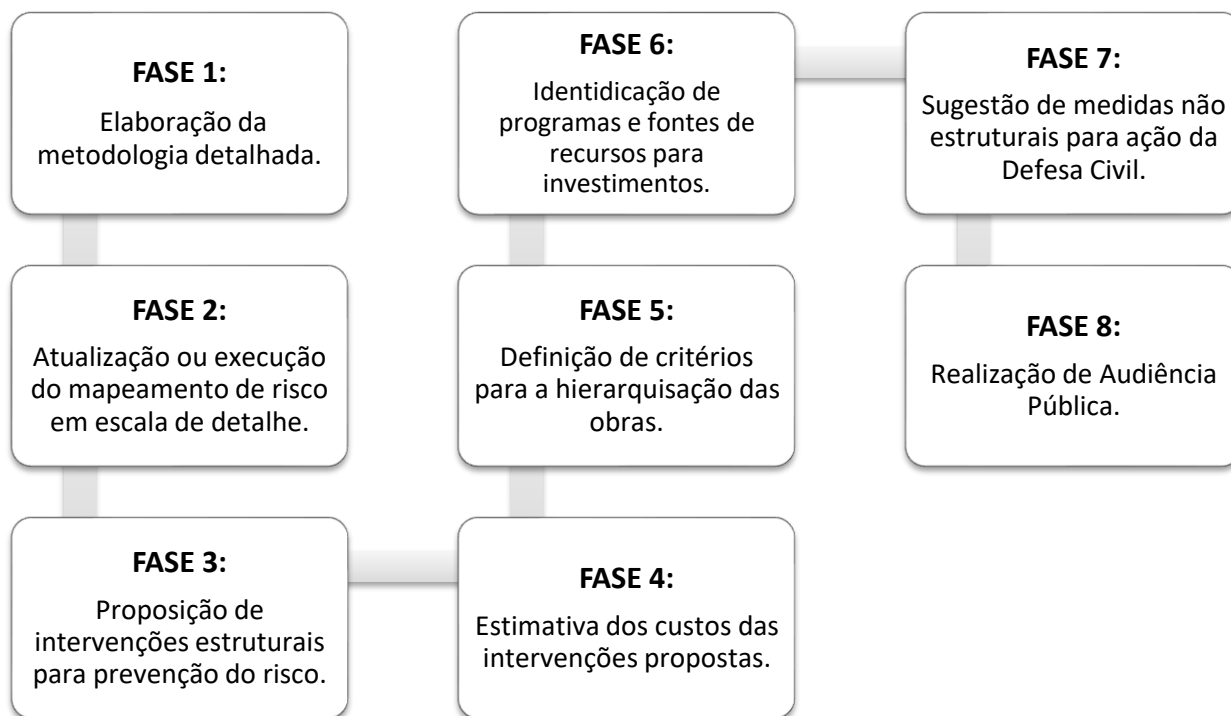 FASE 1:
Elaboração da
metodologia detalhada.
FASE 2:
Atualização ou execução
do mapeamento de risco
em escala de detalhe.
FASE 3:
Proposição de
intervenções estruturais
para prevenção do risco.
FASE 4:
Estimativa dos custos das
intervenções propostas.
FASE 5:
Definição de critérios
para a hierarquisação das
obras.
FASE 6:
Identidicação de
programas e fontes de
recursos para
investimentos.
FASE 7:
Sugestão de medidas não
estruturais para ação da
Defesa Civil.
FASE 8:
Realização de Audiência
Pública.